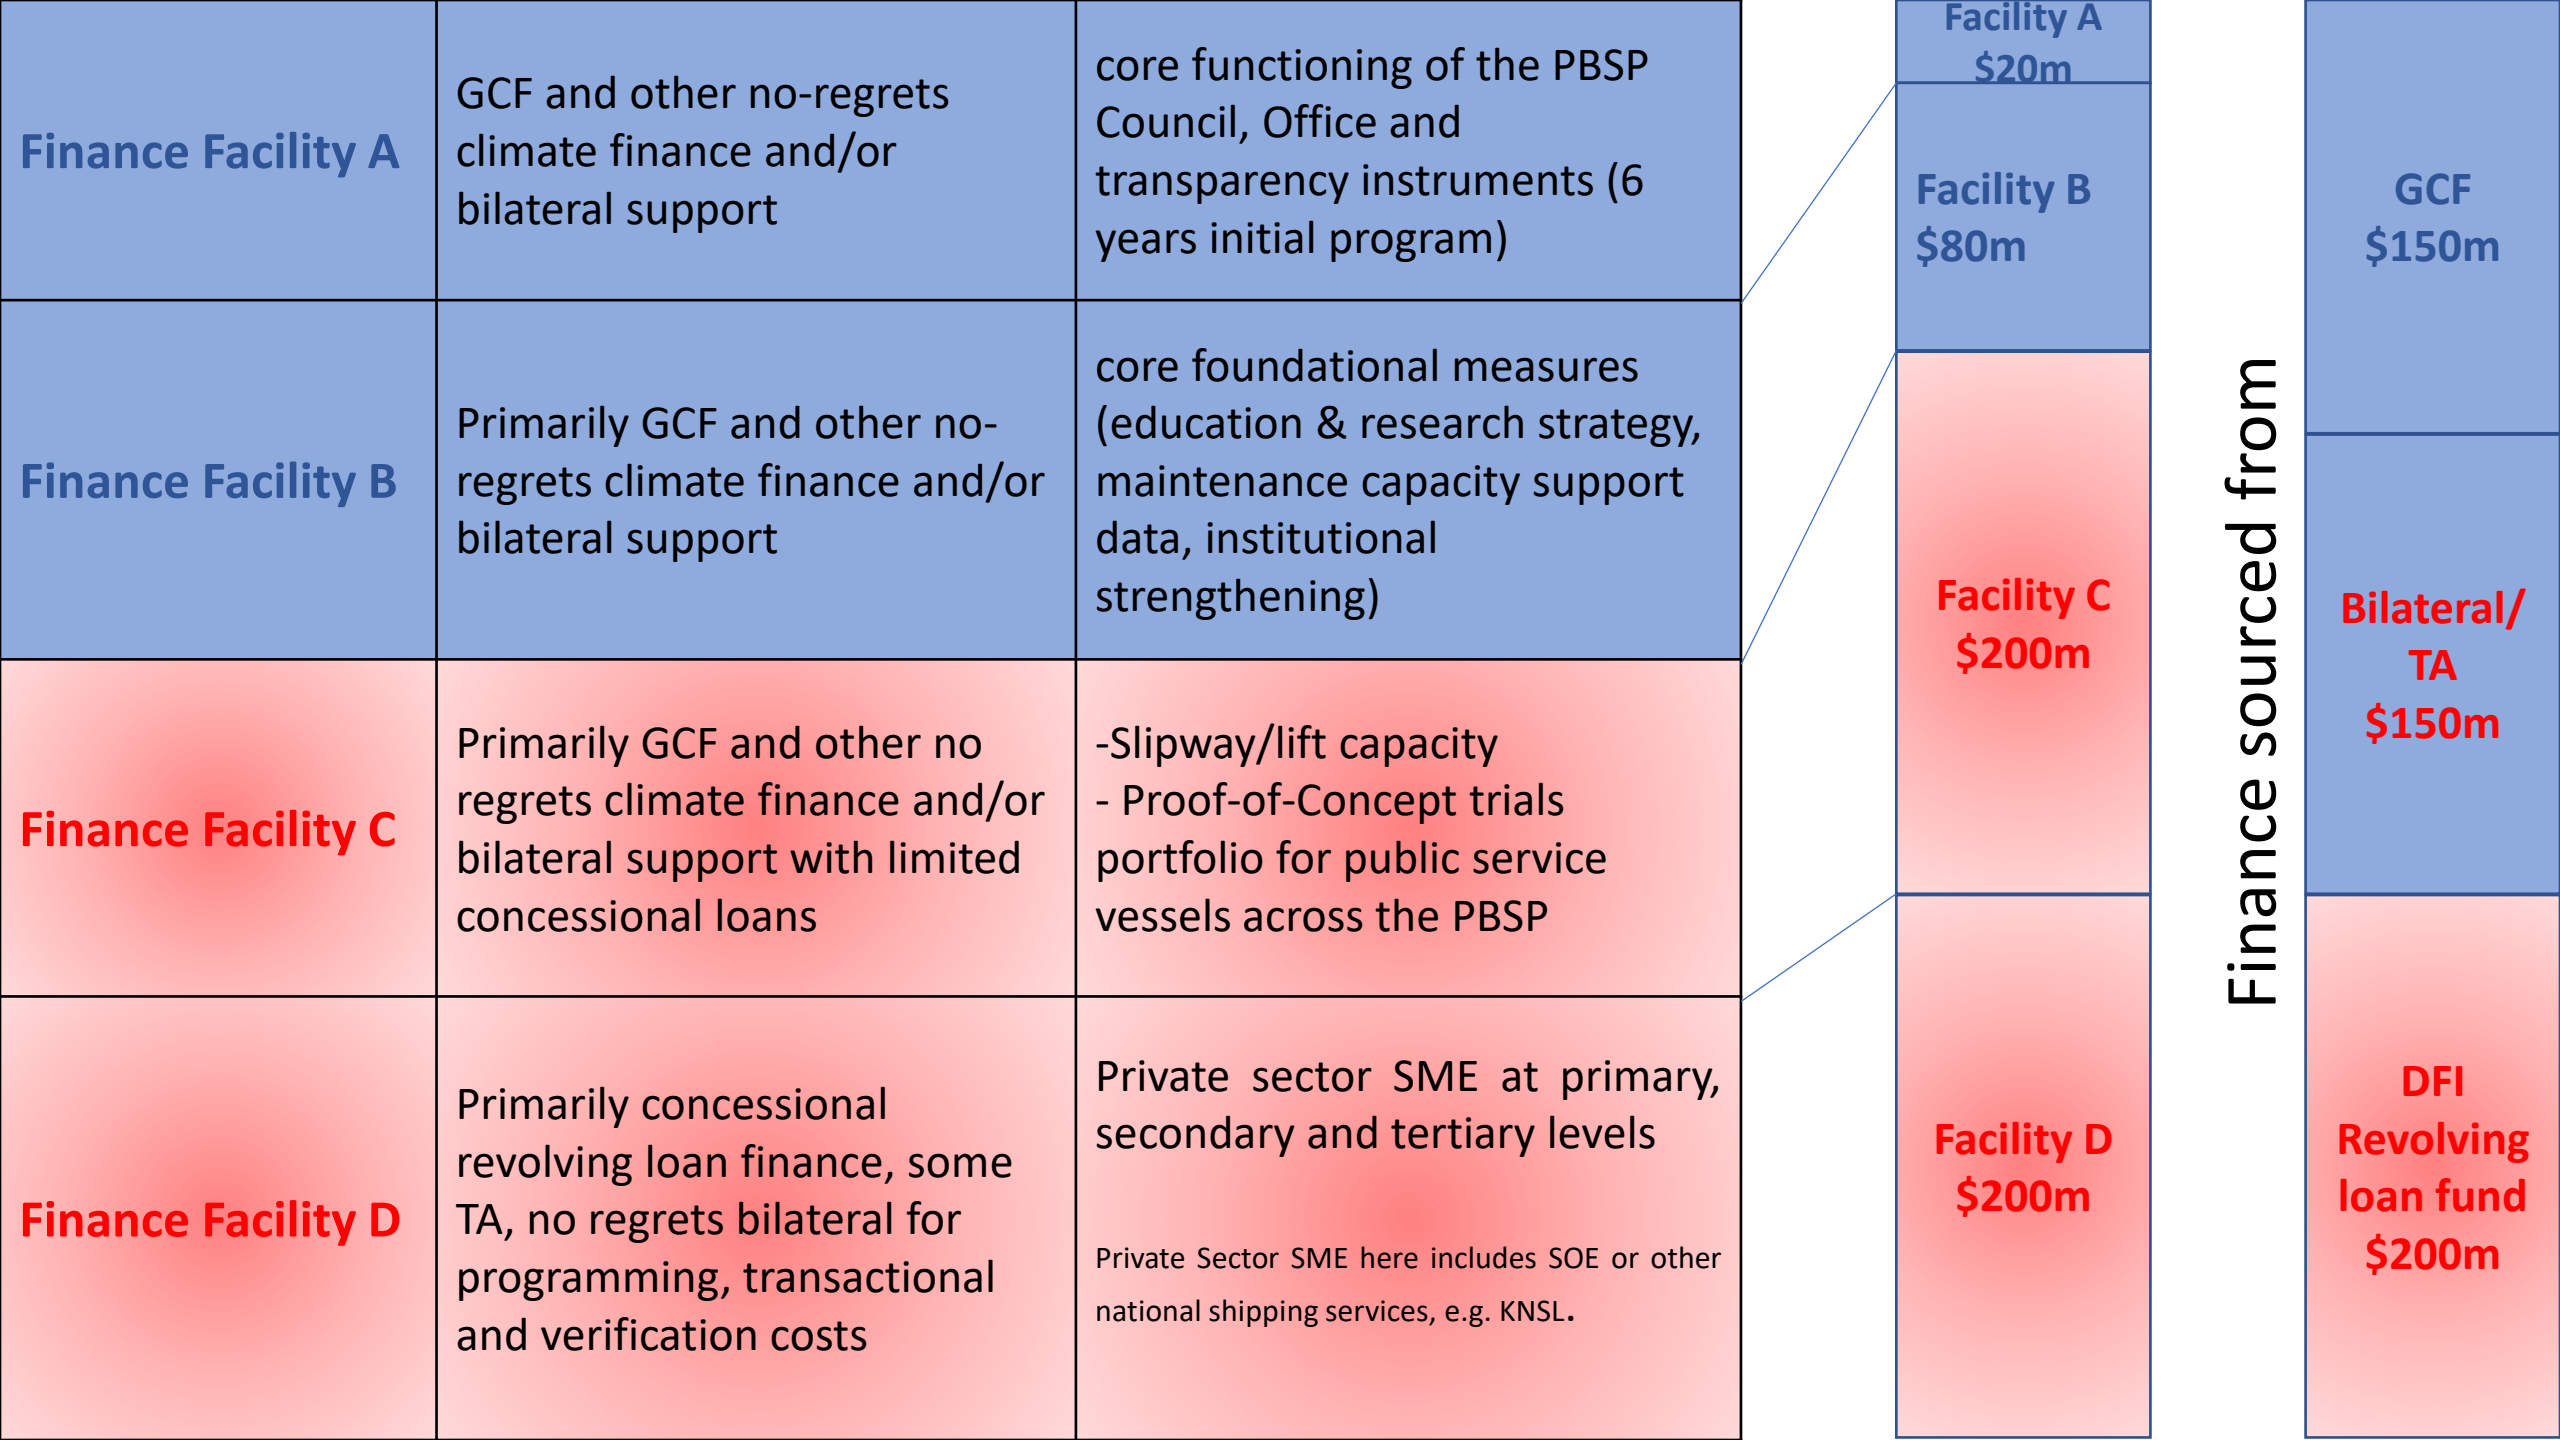 Finance Facility A
GCF and other no-regrets
climate finance and/or
bilateral support
core functioning of the PBSP
Council, Office and
transparency instruments (6
years initial program)
Finance Facility B
Primarily GCF and other no-
regrets climate finance and/or
bilateral support
core foundational measures
(education & research strategy,
maintenance capacity support
data, institutional
strengthening)
Finance Facility C
Primarily GCF and other no
regrets climate finance and/or
bilateral support with limited
concessional loans
-Slipway/lift capacity
- Proof-of-Concept trials
portfolio for public service
vessels across the PBSP
Finance Facility D
Primarily concessional
revolving loan finance, some
TA, no regrets bilateral for
programming, transactional
and verification costs
Private sector SME at primary,
secondary and tertiary levels
Private Sector SME here includes SOE or other
national shipping services, e.g. KNSL.
Facility A
$20m
Facility B
$80m
Facility C
$200m
Facility D
$200m
Finance sourced from
GCF
$150m
Bilateral/
TA
$150m
DFI
Revolving
loan fund
$200m